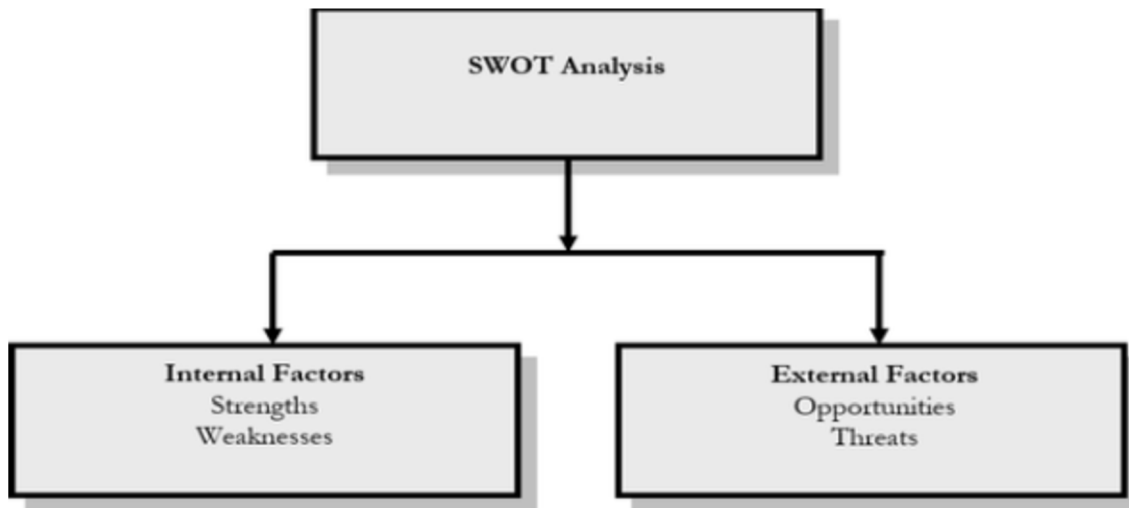 SWOT Analysis
Internal Factors
Strengths
Weaknesses
External Factors
Opportunities
Threats